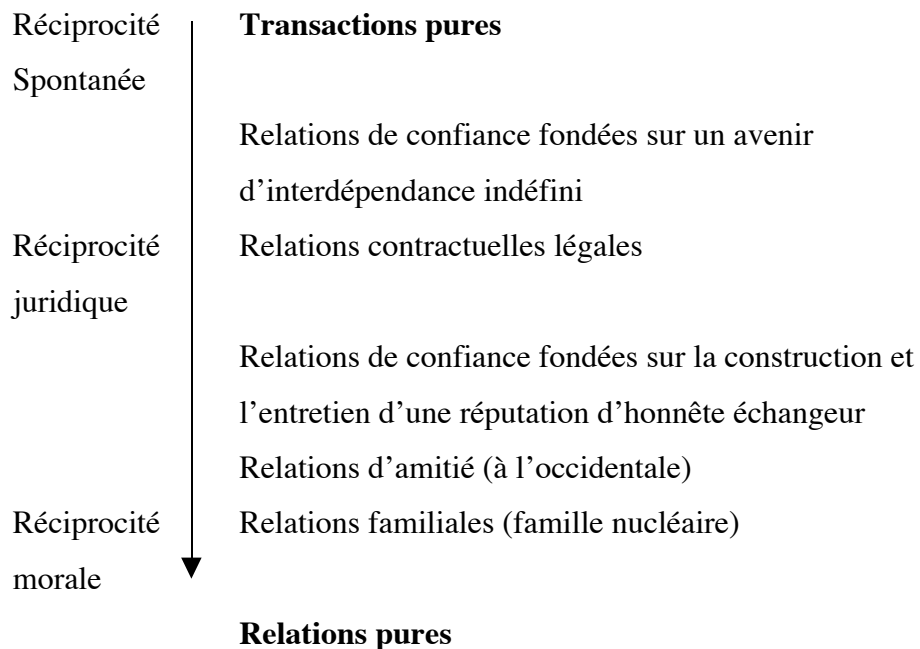 Réciprocité Transactions pures
Spontanée
Relations de confiance fondées sur un avenir
d’interdépendance indéfini
Réciprocité Relations contractuelles légales
juridique
Relations de confiance fondées sur la construction et
l’entretien d’une réputation d’honnête échangeur
Relations d’amitié (à l’occidentale)
Réciprocité Relations familiales (famille nucléaire)
morale
Relations pures